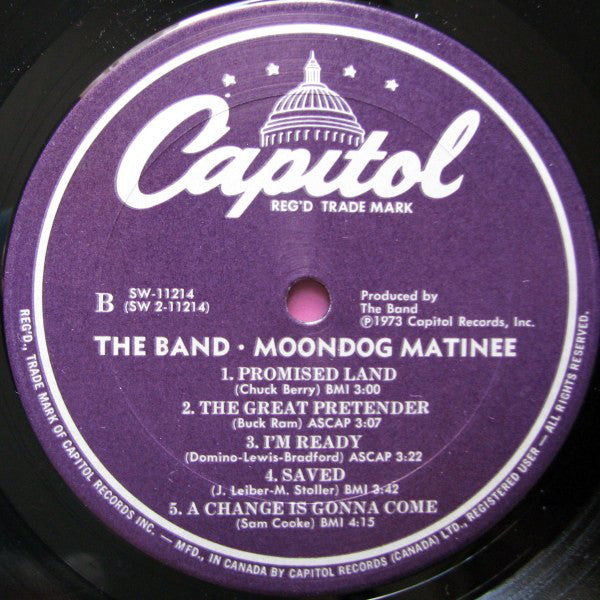 Capitol
REG'D TRADE MARK
B
SW-11214
(SW 2-11214)
Produced by
The Band
℗1973 Capitol Records, Inc.
THE BAND · MOONDOG MATINEE
1. PROMISED LAND
(Chuck Berry) BMI 3:00
2. THE GREAT PRETENDER
(Buck Ram) ASCAP 3:07
3. I'M READY
(Domino-Lewis-Bradford) ASCAP 3:22
4. SAVED
(J. Leiber-M. Stoller) BMI 3:42
5. A CHANGE IS GONNA COME
(Sam Cooke) BMI 4:15
REG'D., TRADE MARK OF CAPITOL RECORDS INC. — MFD., IN CANADA BY CAPITOL RECORDS (CANADA) LTD., REGISTERED USER — ALL RIGHTS RESERVED.